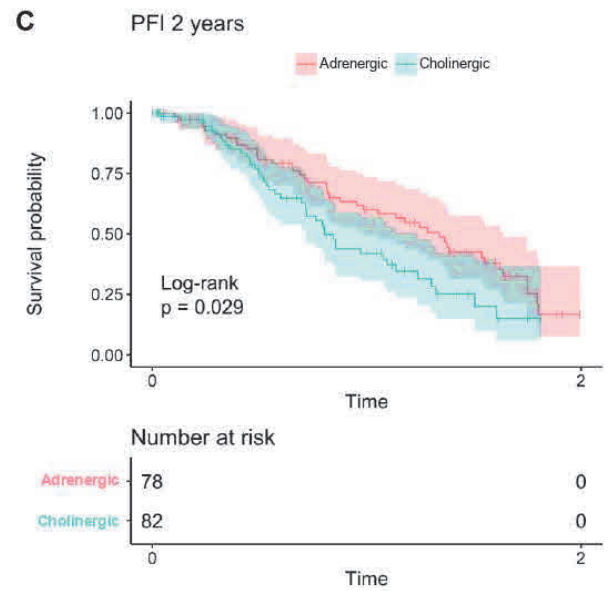 C
PFI 2 years
Adrenergic Cholinergic
Survival probability
1.00
0.75
0.50
0.25
0.00
Log-rank
p = 0.029
0 2
Time
Number at risk
Adrenergic 78 0
Cholinergic 82 0
0 2
Time